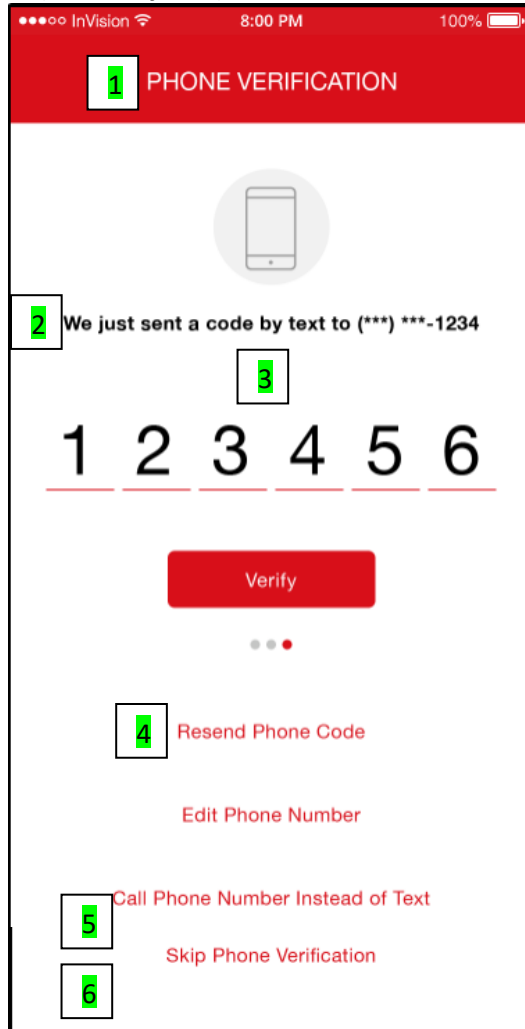 InVision 8:00 PM 100%
1 PHONE VERIFICATION
2 We just sent a code by text to (***) ***-1234
3
1 2 3 4 5 6
Verify
4 Resend Phone Code
Edit Phone Number
Call Phone Number Instead of Text
5
Skip Phone Verification
6